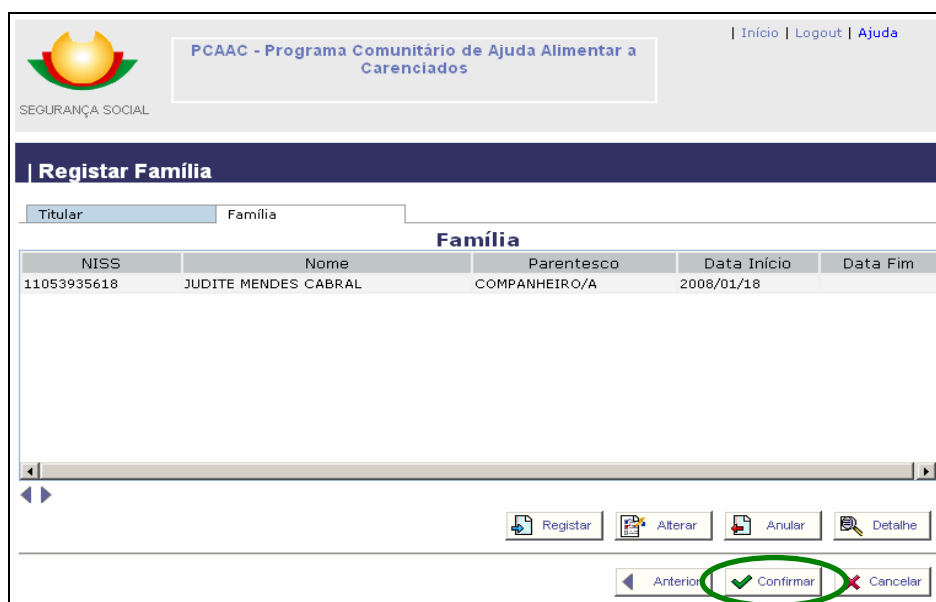 | Início | Logout | Ajuda
PCAAC - Programa Comunitário de Ajuda Alimentar a
Carenciados
SEGURANÇA SOCIAL
| Registar Família
Titular Família
Família
NISS Nome Parentesco Data Início Data Fim
11053935618 JUDITE MENDES CABRAL COMPANHEIRO/A 2008/01/18
Registar Alterar Anular Detalhe
Anterior Confirmar Cancelar